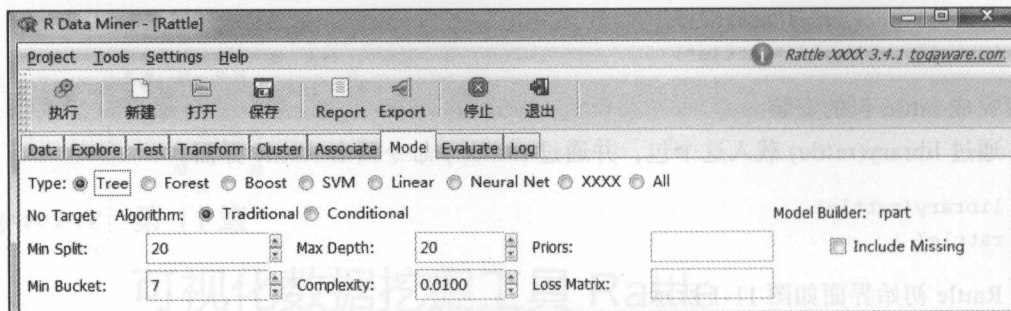 R Data Miner - [Rattle]
Project Tools Settings Help
Rattle XXXX 3.4.1 togaware.com
执行 新建 打开 保存 Report Export 停止 退出
Data Explore Test Transform Cluster Associate Mode Evaluate Log
Type: Tree Forest Boost SVM Linear Neural Net XXXX All
No Target Algorithm: Traditional Conditional Model Builder: rpart
Min Split: 20 Max Depth: 20 Priors: Include Missing
Min Bucket: 7 Complexity: 0.0100 Loss Matrix: